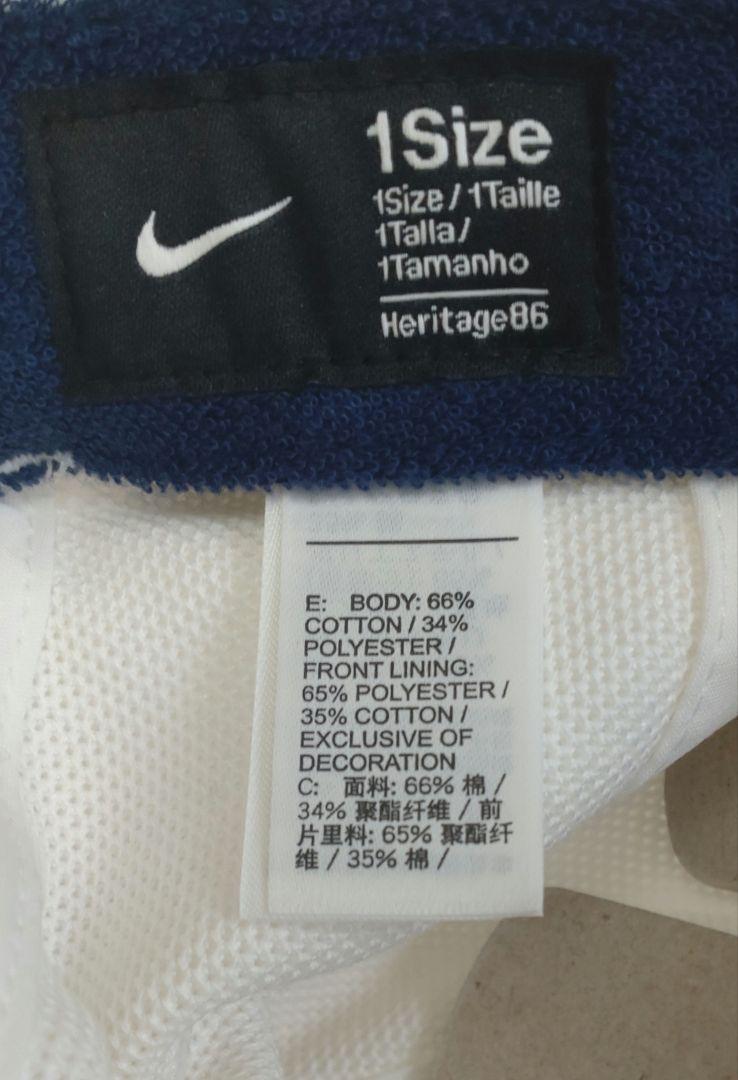 1Size
1Size / 1Taille
1Talla/
1Tamanho
Heritage86
E: BODY: 66%
COTTON / 34%
POLYESTER /
FRONT LINING:
65% POLYESTER /
35% COTTON /
EXCLUSIVE OF
DECORATION
C: 面料: 66% 棉 /
34% 聚酯纤维 / 前
片里料: 65% 聚酯纤
维 / 35% 棉 /